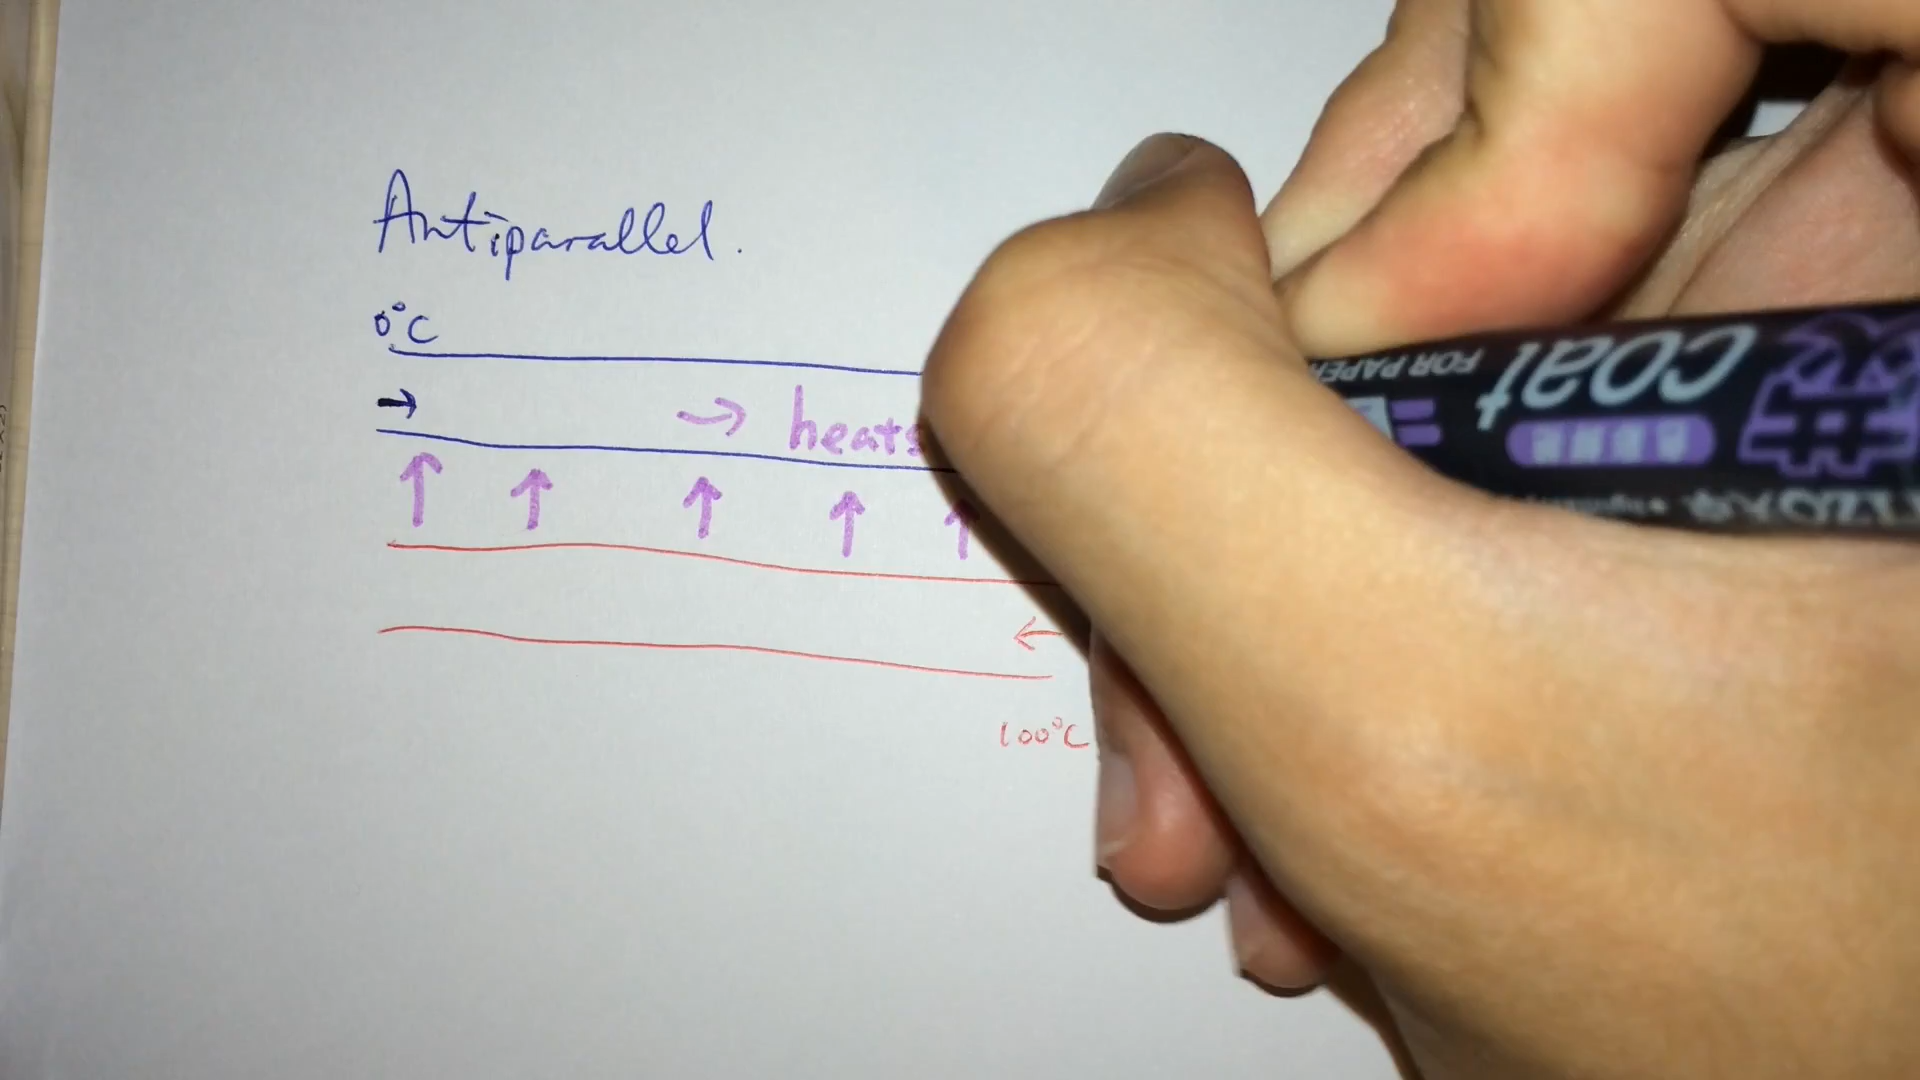 Antiparallel.
0°C
→ heats
100°C
coat
FOR PAPER